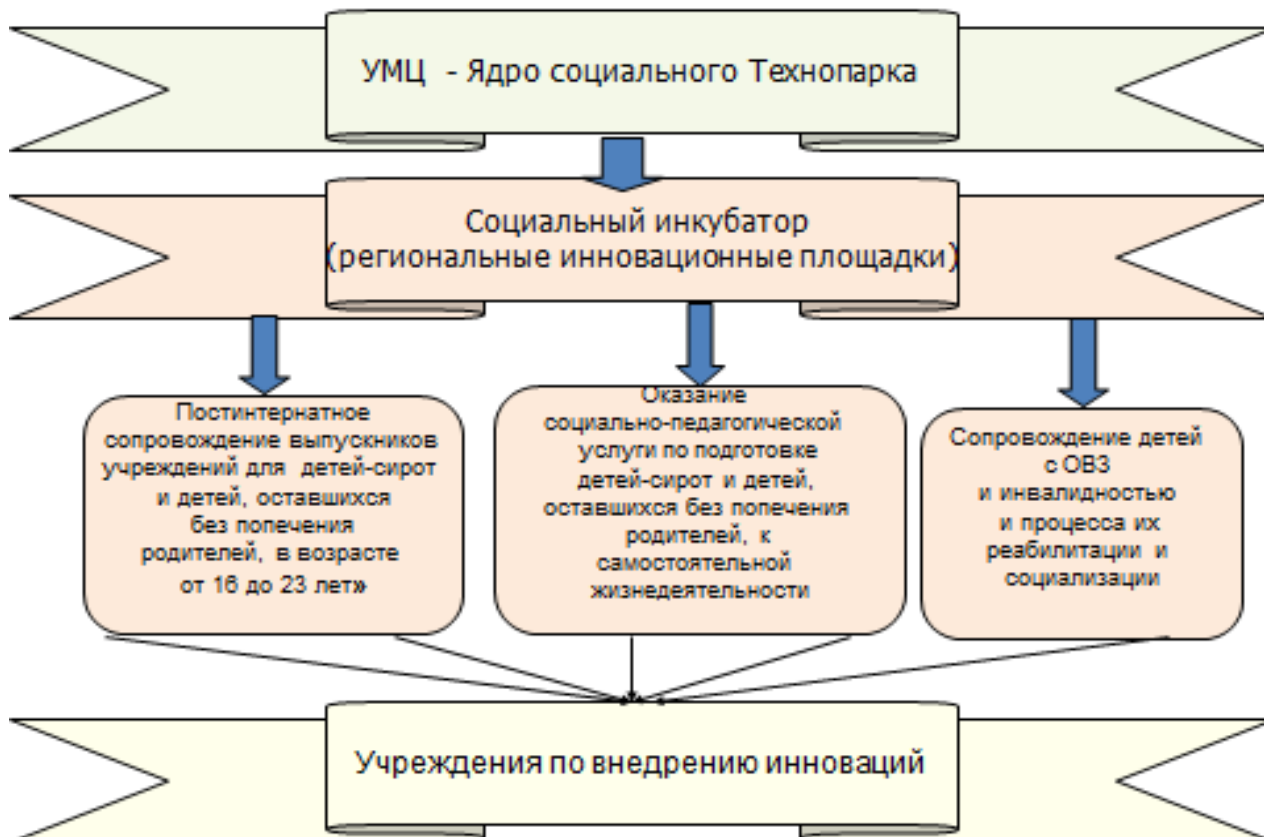 УМЦ - Ядро социального Технопарка
Социальный инкубатор
(региональные инновационные площадки)
Постинтернатное
сопровождение выпускников
учреждений для детей-сирот
и детей, оставшихся
без попечения
родителей, в возрасте
от 16 до 23 лет»
Оказание
социально-педагогической
услуги по подготовке
детей-сирот и детей,
оставшихся без попечения
родителей, к
самостоятельной
жизнедеятельности
Сопровождение детей
с ОВЗ
и инвалидностью
и процесса их
реабилитации и
социализации
Учреждения по внедрению инноваций